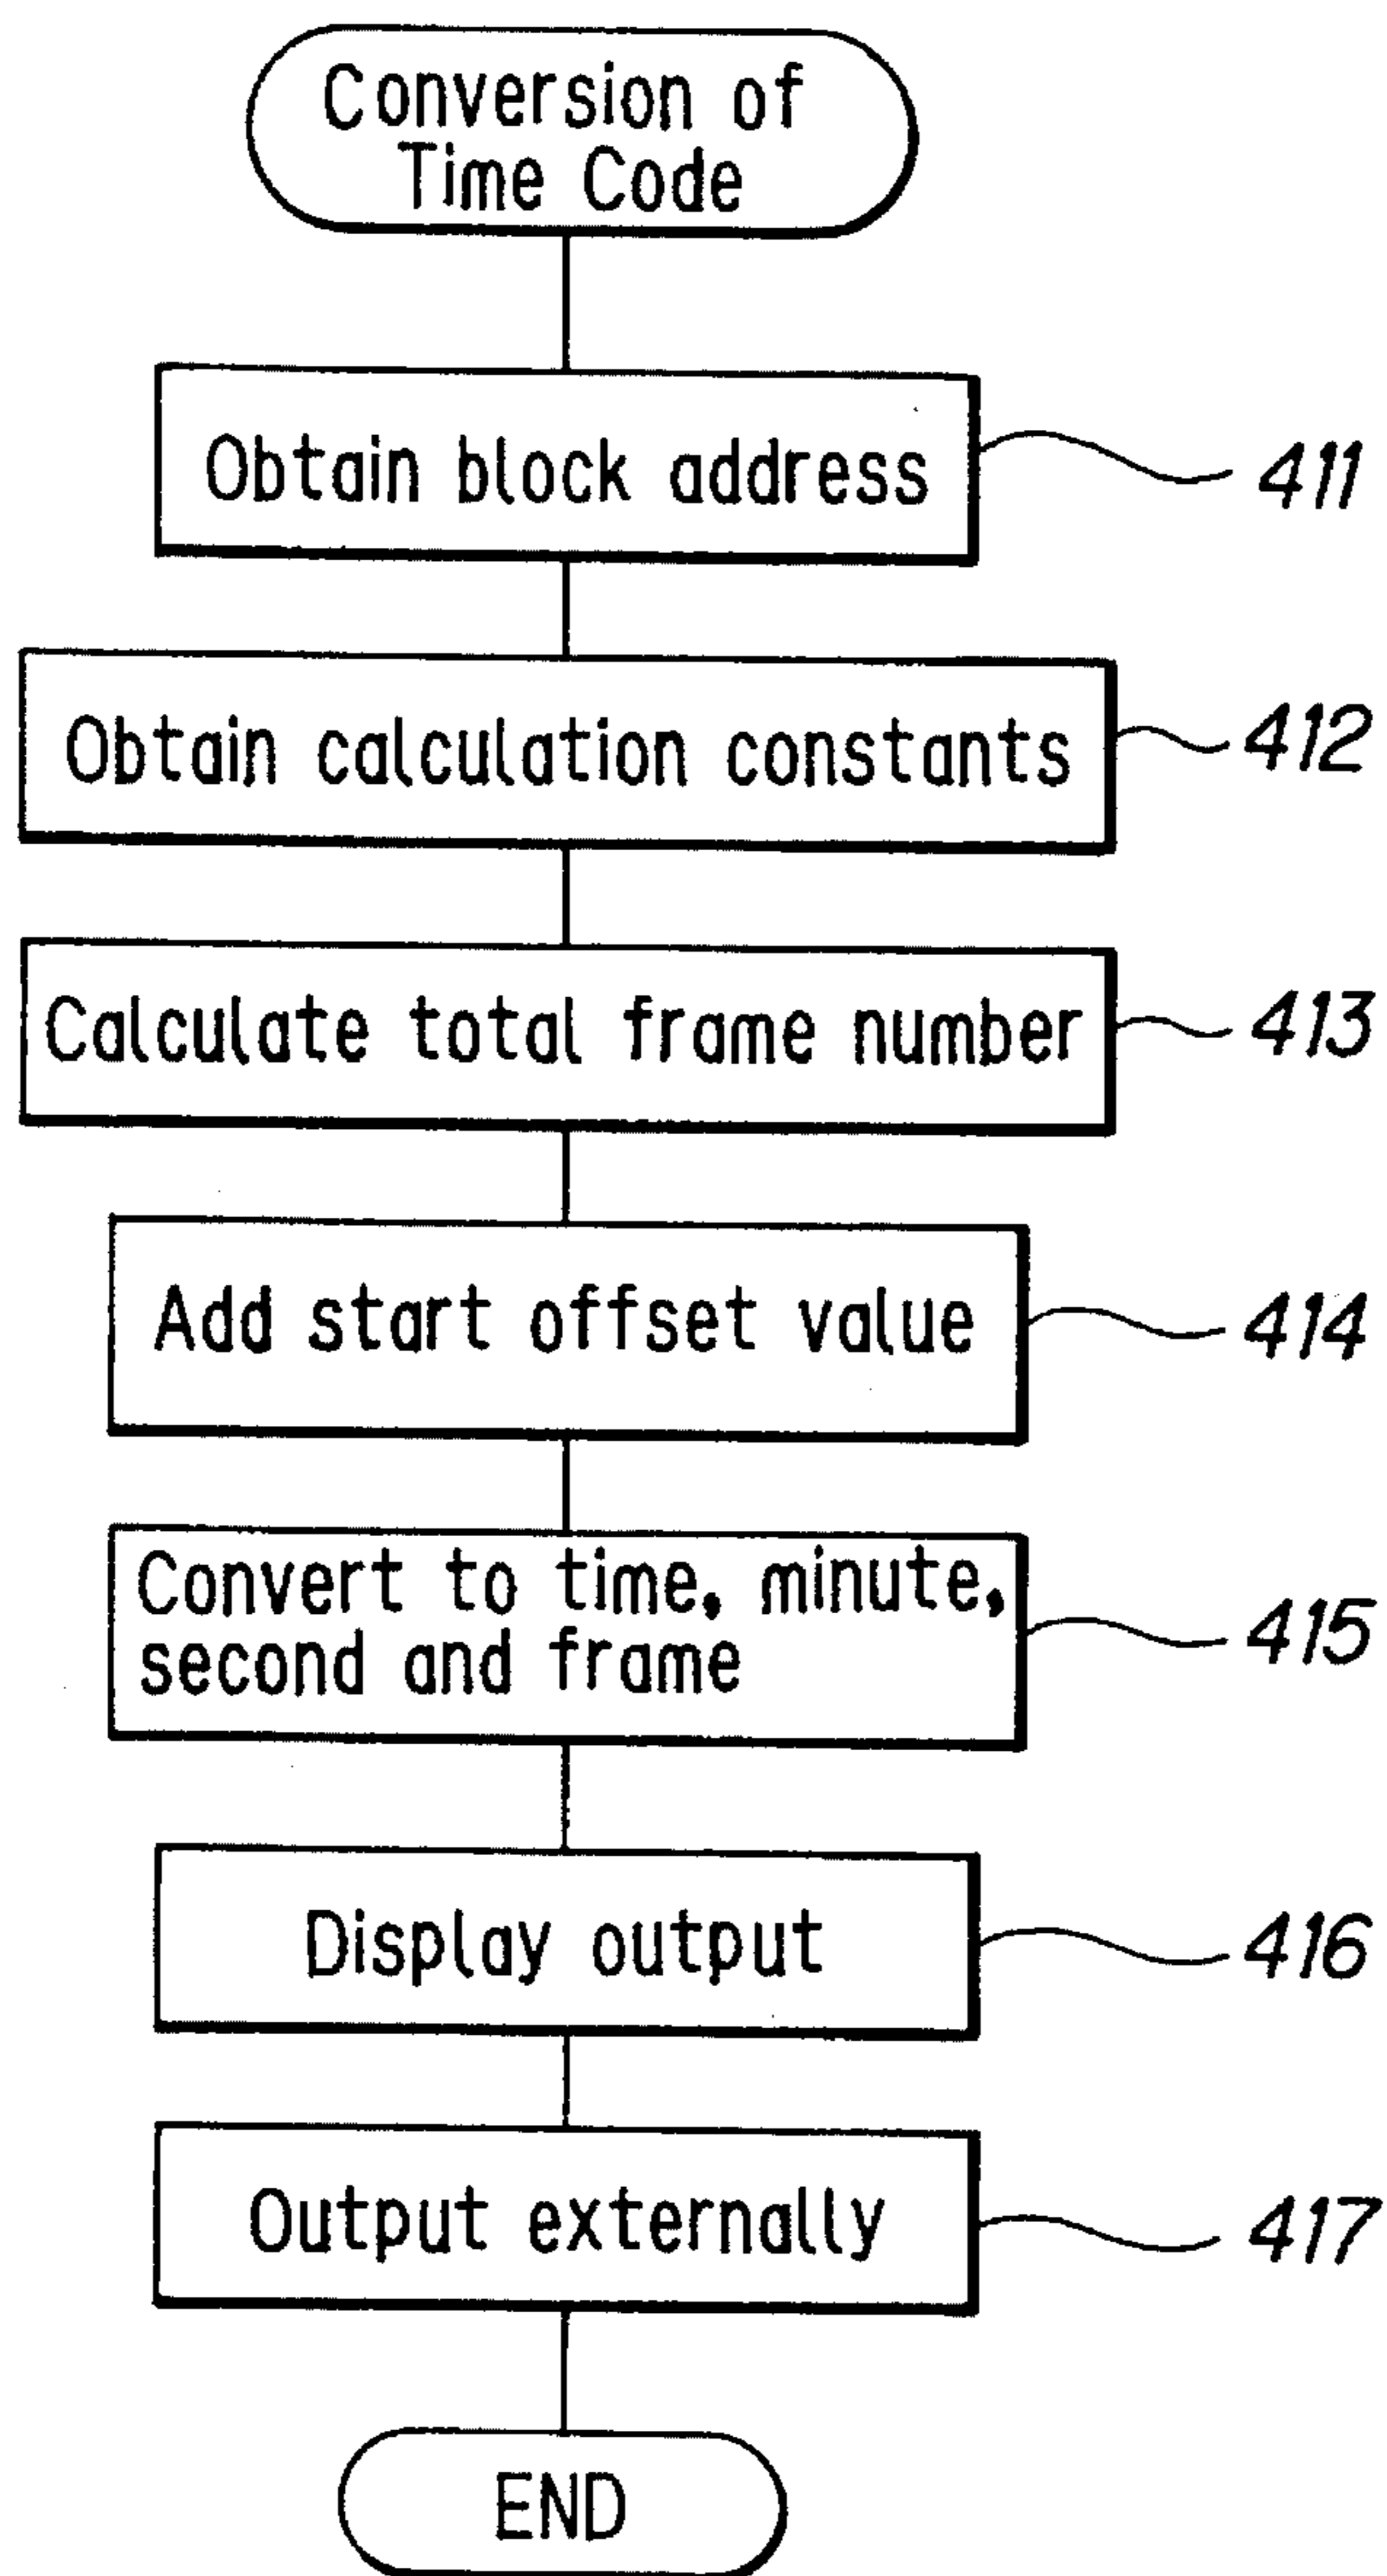 Conversion of
Time Code
Obtain block address
411
Obtain calculation constants
412
Calculate total frame number
413
Add start offset value
414
Convert to time, minute,
second and frame
415
Display output
416
Output externally
417
END